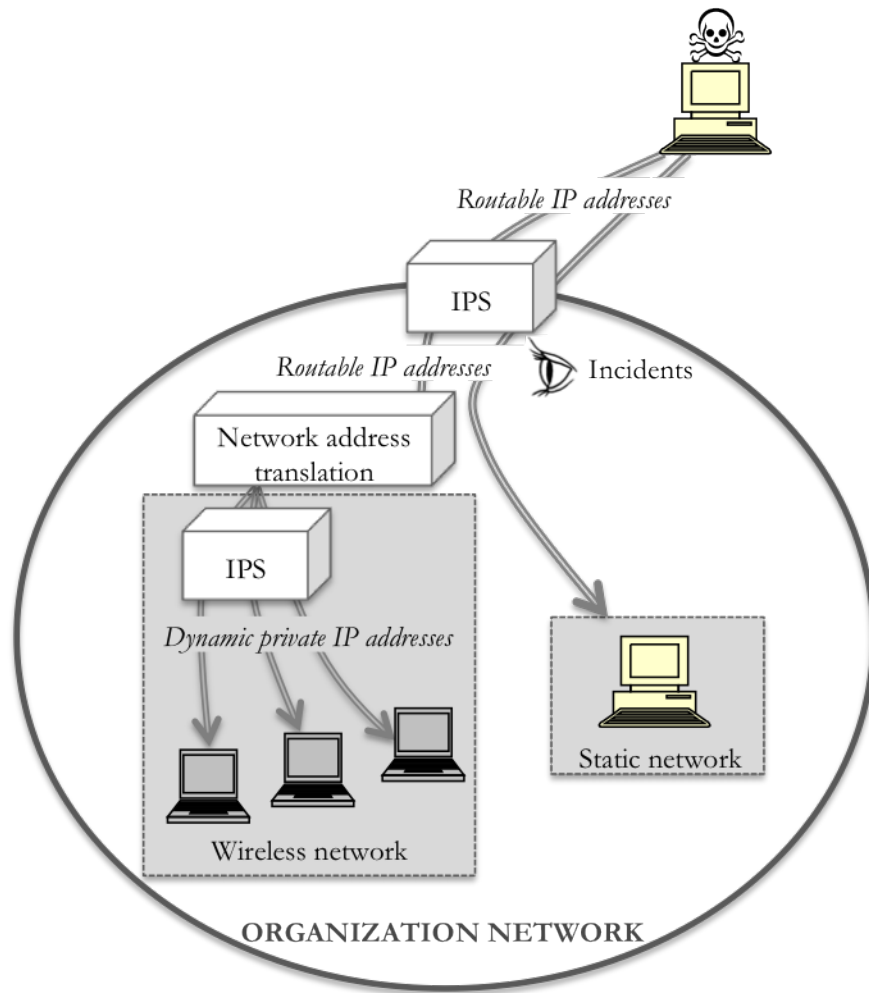 Routable IP addresses
IPS
Routable IP addresses
Incidents
Network address
translation
IPS
Dynamic private IP addresses
Static network
Wireless network
ORGANIZATION NETWORK